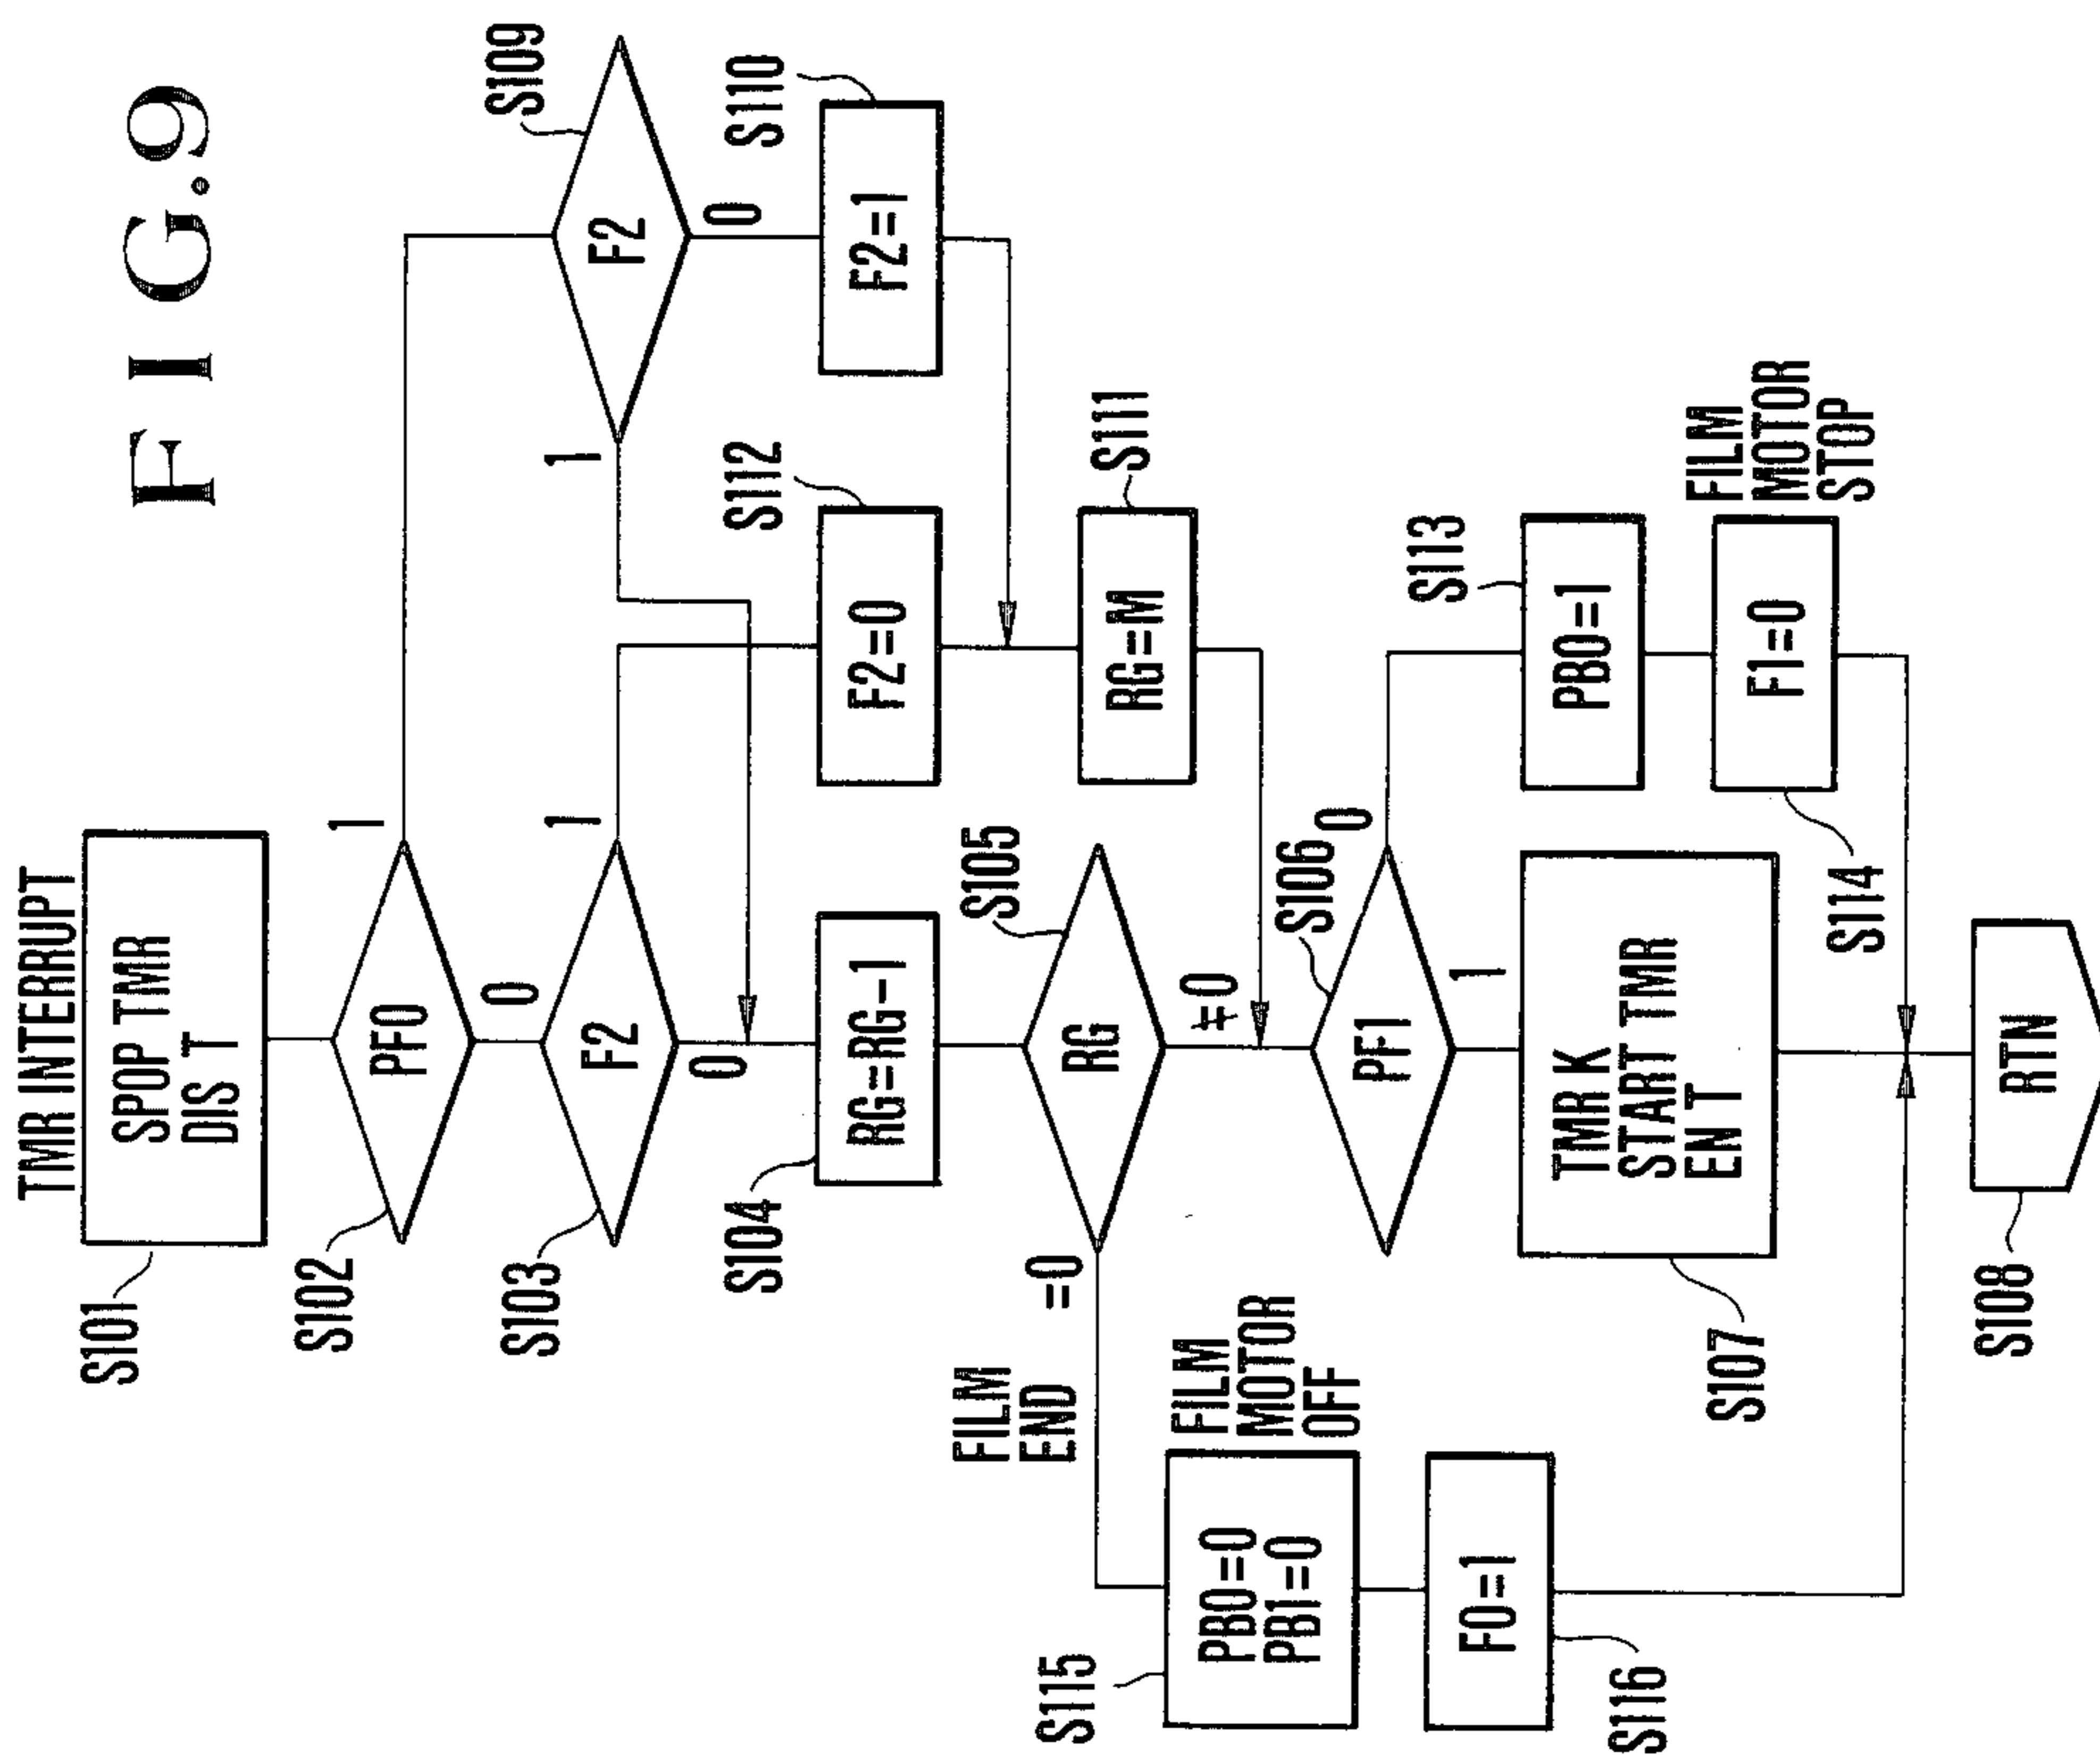 FIG.9
TMR INTERRUPT
S101
SPOP TMR
DIS T
S102
PF0
1
0
S103
F2
1
0
S109
F2
1
0
S110
F2=1
S112
F2=0
S104
RG=RG-1
S111
RG=M
S105
RG
=0
≠0
FILM
END
S106
PF1
0
1
S115
PB0=0
PB1=0
FILM
MOTOR
OFF
S116
F0=1
S107
TMR K
START TMR
EN T
S113
PB0=1
FILM
MOTOR
STOP
S114
F1=0
S108
RTN